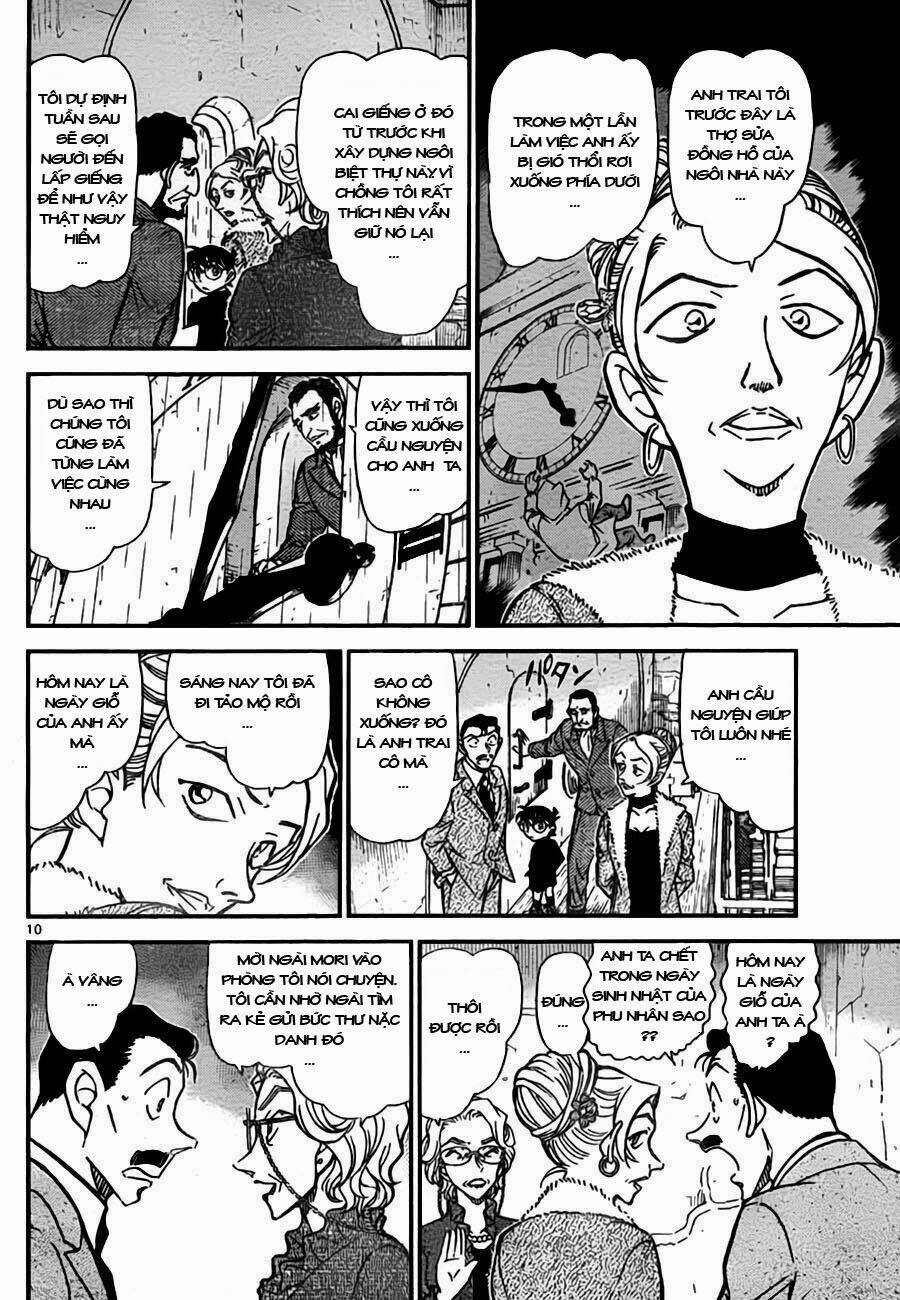 ANH TRAI TÔI
TRƯỚC ĐÂY LÀ
THỢ SỬA
ĐỒNG HỒ CỦA
NGÔI NHÀ NÀY
...
TRONG MỘT LẦN
LÀM VIỆC ANH ẤY
BỊ GIÓ THỔI RƠI
XUỐNG PHÍA DƯỚI
...
CAI GIẾNG Ở ĐÓ
TỪ TRƯỚC KHI
XÂY DỰNG NGÔI
BIỆT THỰ NÀY VÌ
CHỒNG TÔI RẤT
THÍCH NÊN VẪN
GIỮ NÓ LẠI
...
TÔI DỰ ĐỊNH
TUẦN SAU
SẼ GỌI
NGƯỜI ĐẾN
LẤP GIẾNG.
ĐỂ NHƯ VẬY
THẬT NGUY
HIỂM
...
VẬY THÌ TÔI
CŨNG XUỐNG
CẦU NGUYỆN
CHO ANH TA
...
DÙ SAO THÌ
CHÚNG TÔI
CŨNG ĐÃ
TỪNG LÀM
VIỆC CÙNG
NHAU
...
ANH CẦU
NGUYỆN GIÚP
TÔI LUÔN NHÉ
...
パタン
SAO CÔ
KHÔNG
XUỐNG? ĐÓ
LÀ ANH TRAI
CÔ MÀ
...
SÁNG NAY TÔI ĐÃ
ĐI TẢO MỘ RỒI
...
HÔM NAY LÀ
NGÀY GIỖ
CỦA ANH ẤY
MÀ
...
10
HÔM NAY
LÀ NGÀY
GIỖ CỦA
ANH TA À
?
ANH TA CHẾT
TRONG NGÀY
SINH NHẬT CỦA
PHU NHÂN SAO
??
ĐÚNG
...
THÔI
ĐƯỢC RỒI
...
MỜI NGÀI MORI VÀO
PHÒNG TÔI NÓI CHUYỆN.
TÔI CẦN NHỜ NGÀI TÌM
RA KẺ GỬI BỨC THƯ NẶC
DANH ĐÓ
...
À VÂNG
...